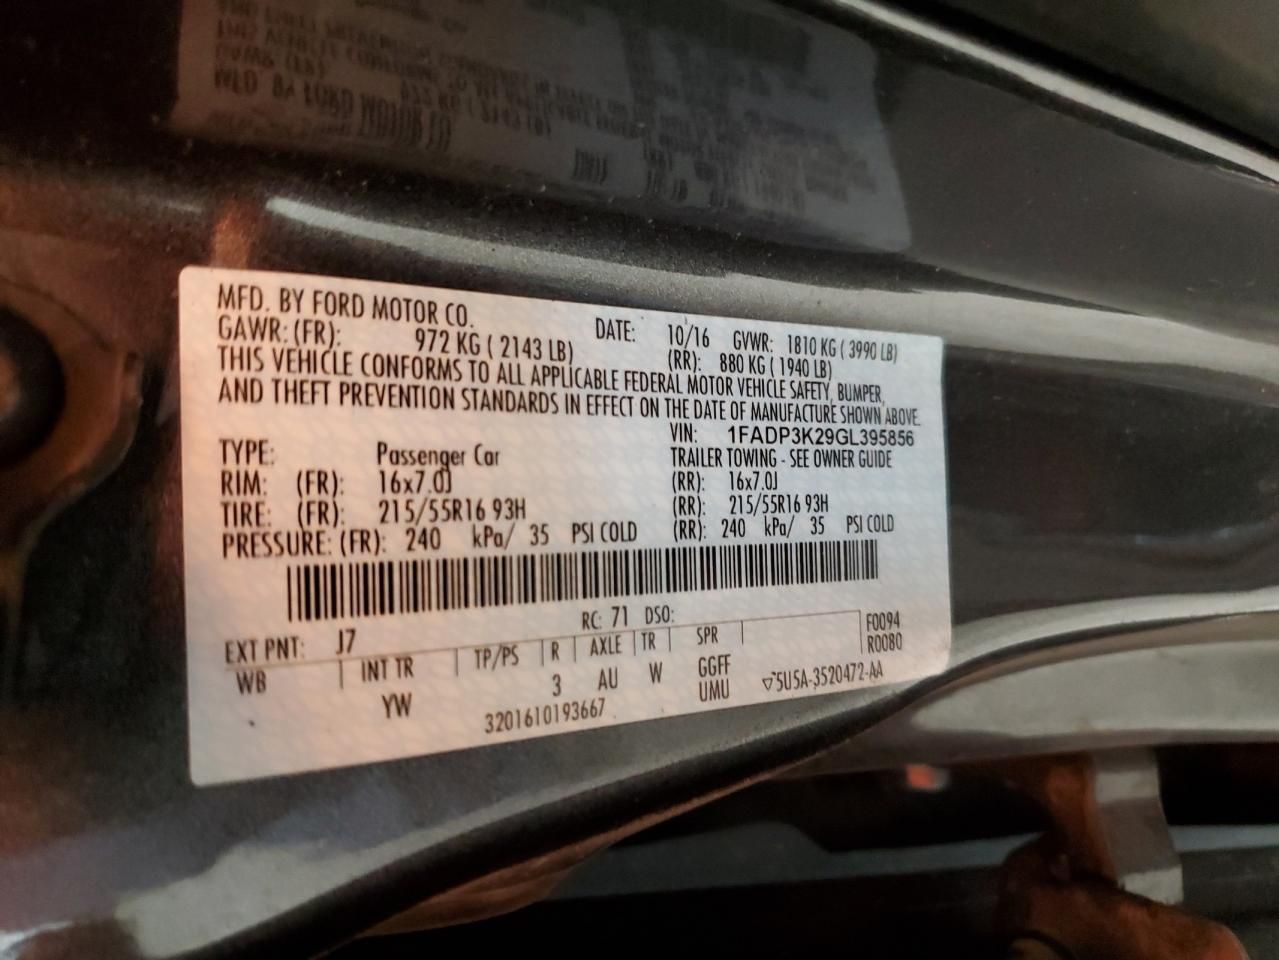 MFD. BY FORD MOTOR CO.
DATE: 10/16 GVWR: 1810 KG ( 3990 LB)
GAWR: (FR): 972 KG ( 2143 LB) (RR): 880 KG ( 1940 LB)
THIS VEHICLE CONFORMS TO ALL APPLICABLE FEDERAL MOTOR VEHICLE SAFETY, BUMPER,
AND THEFT PREVENTION STANDARDS IN EFFECT ON THE DATE OF MANUFACTURE SHOWN ABOVE.
VIN: 1FADP3K29GL395856
TYPE: Passenger Car TRAILER TOWING - SEE OWNER GUIDE
RIM: (FR): 16x7.0J (RR): 16x7.0J
TIRE: (FR): 215/55R16 93H (RR): 215/55R16 93H
PRESSURE: (FR): 240 kPa/ 35 PSI COLD (RR): 240 kPa/ 35 PSI COLD
RC: 71 DSO:
EXT PNT: J7 F0094
WB INT TR TP/PS R AXLE TR SPR R0080
YW 3 AU W GGFF
UMU
3201610193667 ▽5U5A-3520472-AA